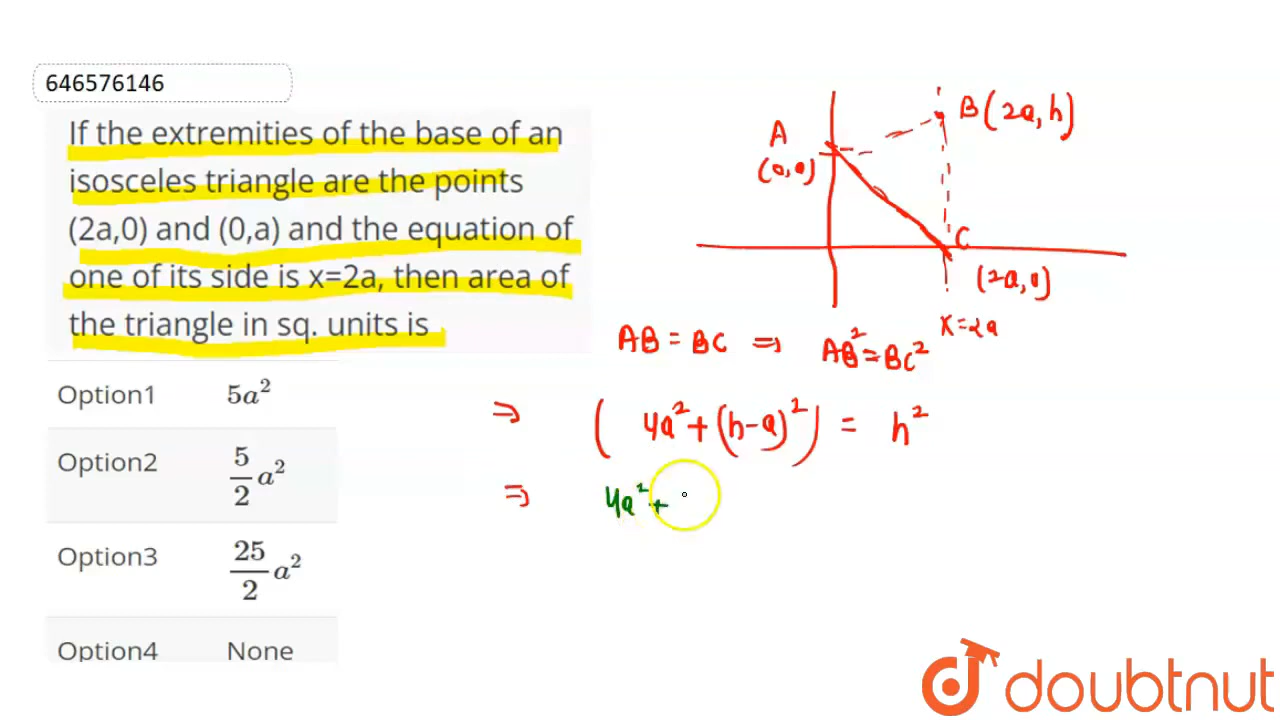 646576146
If the extremities of the base of an
isosceles triangle are the points
(2a,0) and (0,a) and the equation of
one of its side is x=2a, then area of
the triangle in sq. units is
Option1 5a²
Option2 5/2 a²
Option3 25/2 a²
Option4 None
A
(0,a)
B(2a,h)
C
(2a,0)
x=2a
AB = BC ⇒ AB² = BC²
⇒ (4a² + (h-a)²) = h²
⇒ 4a² +
doubtnut